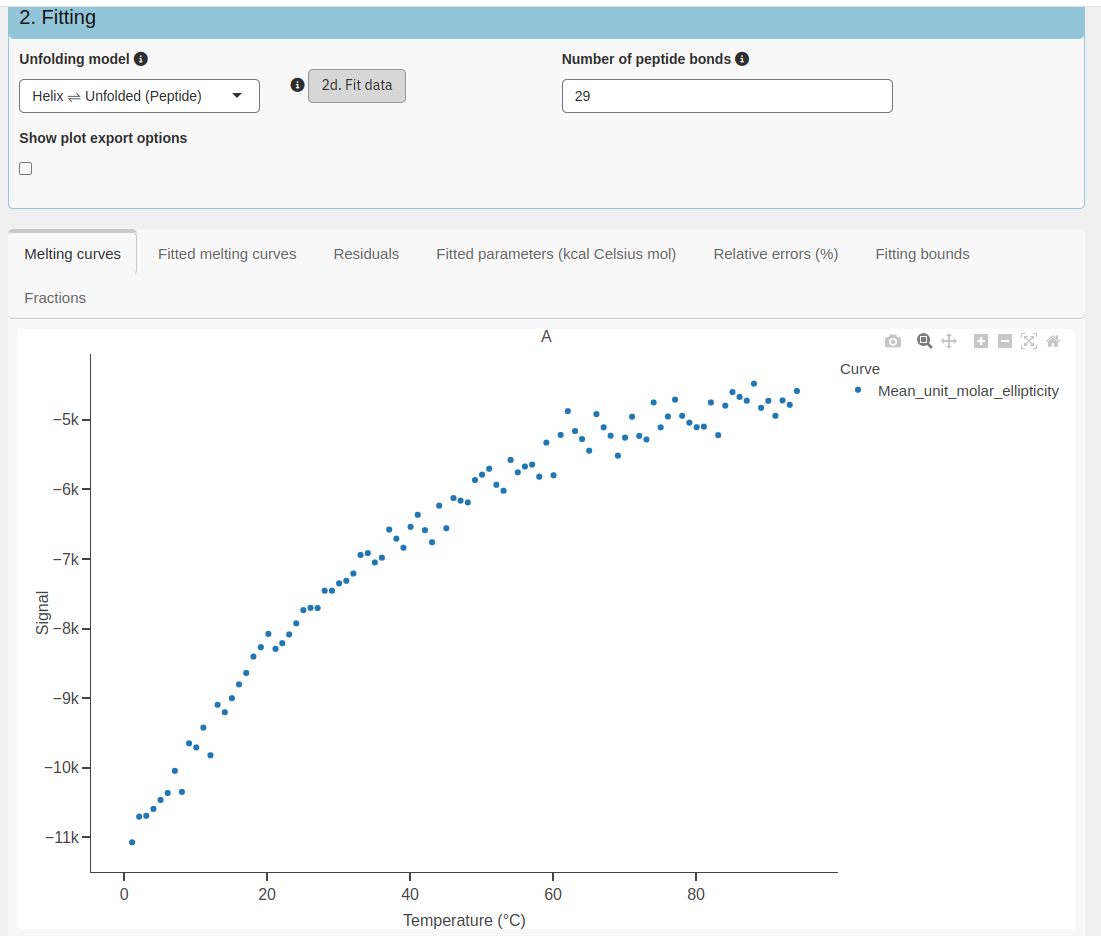 2. Fitting
Unfolding model
Number of peptide bonds
Helix ⇌ Unfolded (Peptide)
2d. Fit data
29
Show plot export options
Melting curves
Fitted melting curves
Residuals
Fitted parameters (kcal Celsius mol)
Relative errors (%)
Fitting bounds
Fractions
A
Curve
Mean_unit_molar_ellipticity
−5k
−6k
−7k
−8k
−9k
−10k
−11k
Signal
0
20
40
60
80
Temperature (°C)